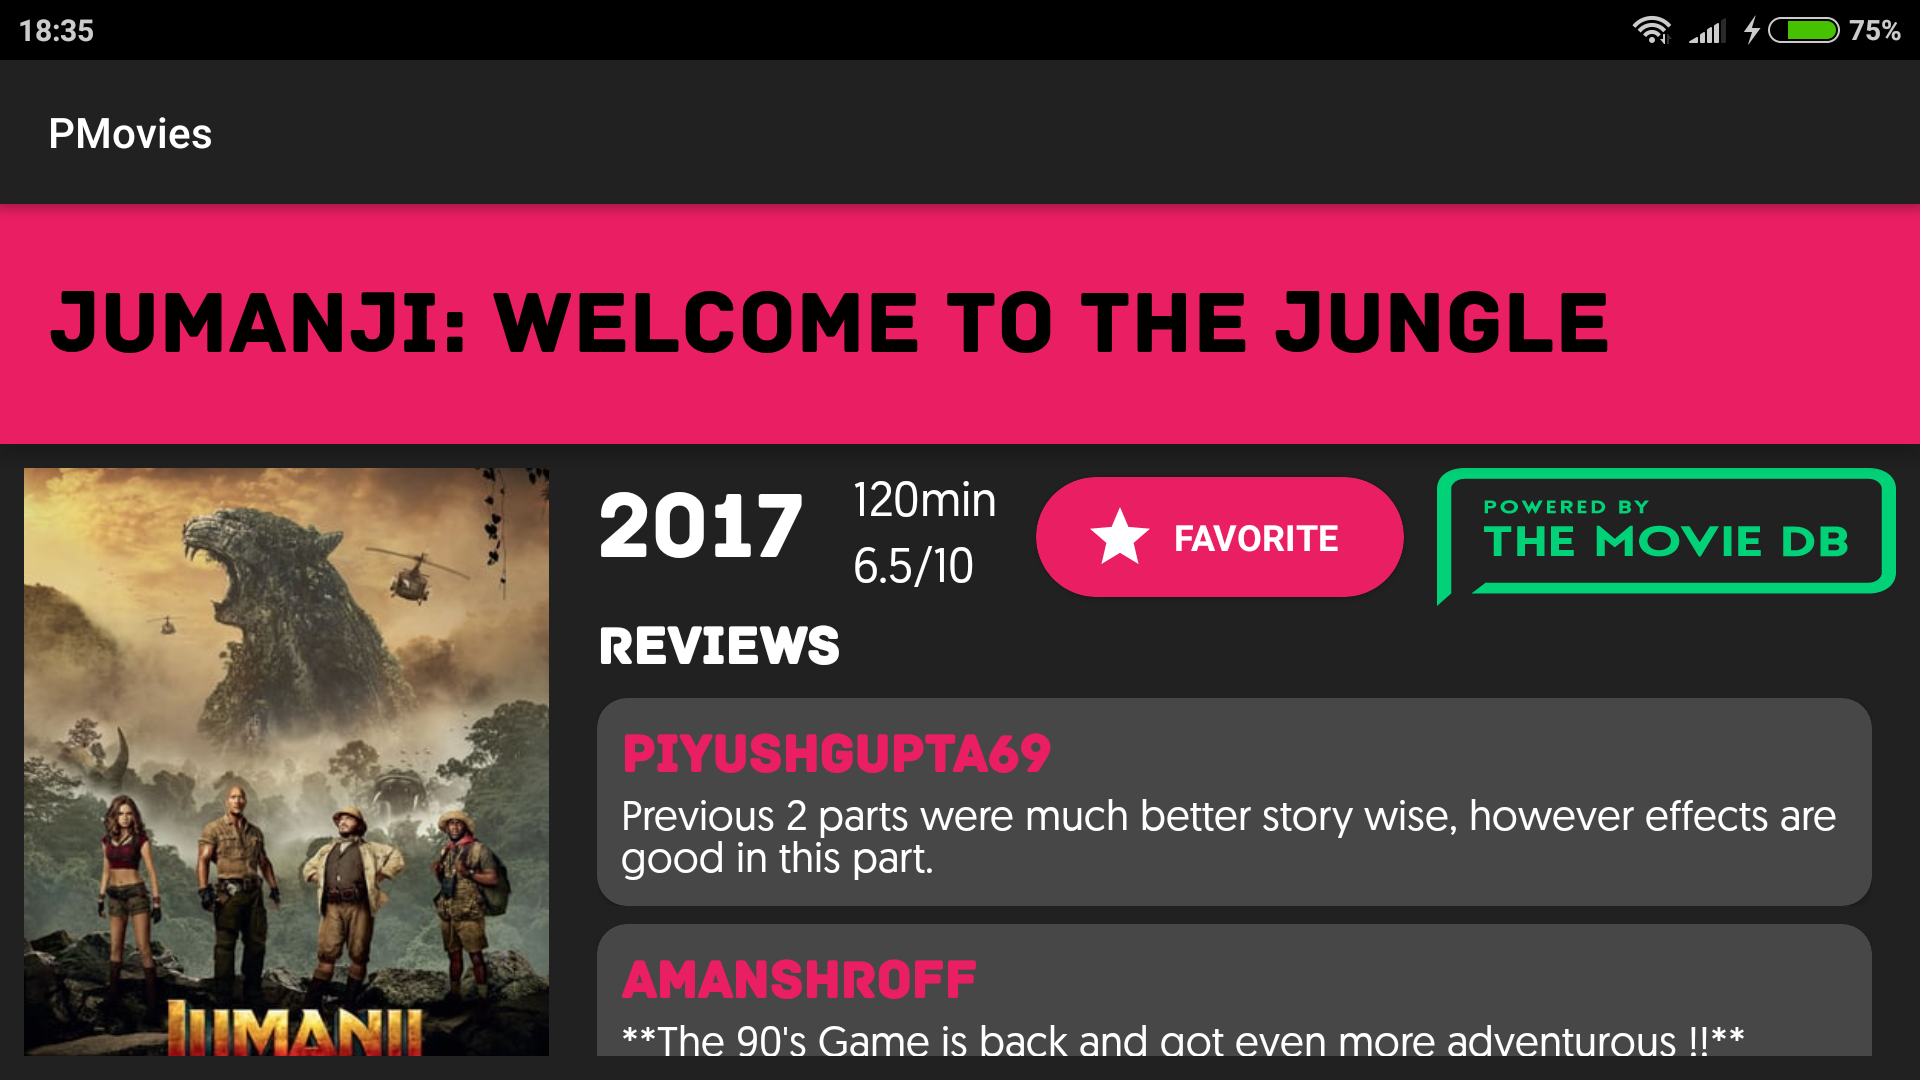 18:35
75%
PMovies
JUMANJI: WELCOME TO THE JUNGLE
2017
120min
6.5/10
FAVORITE
POWERED BY
THE MOVIE DB
REVIEWS
PIYUSHGUPTA69
Previous 2 parts were much better story wise, however effects are
good in this part.
AMANSHROFF
**The 90's Game is back and got even more adventurous !!**
JUMANJI